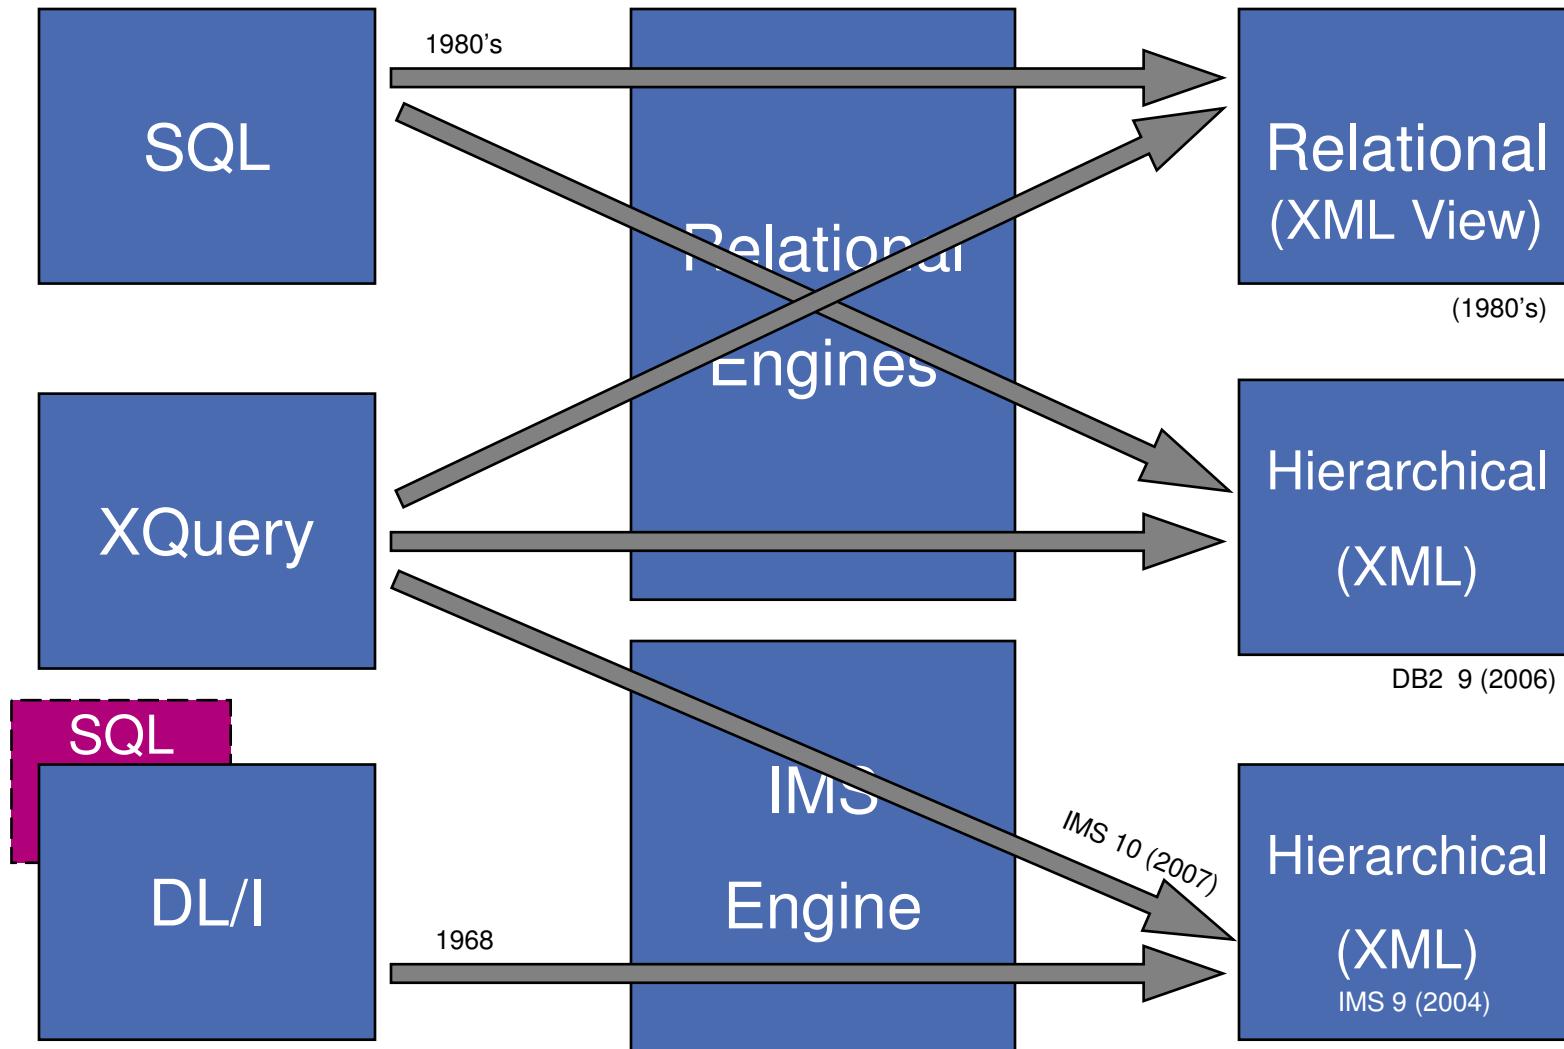 SQL
1980's
Relational
Engines
Relational
(XML View)
(1980's)
XQuery
Hierarchical
(XML)
DB2 9 (2006)
SQL
DL/I
1968
IMS
Engine
IMS 10 (2007)
Hierarchical
(XML)
IMS 9 (2004)